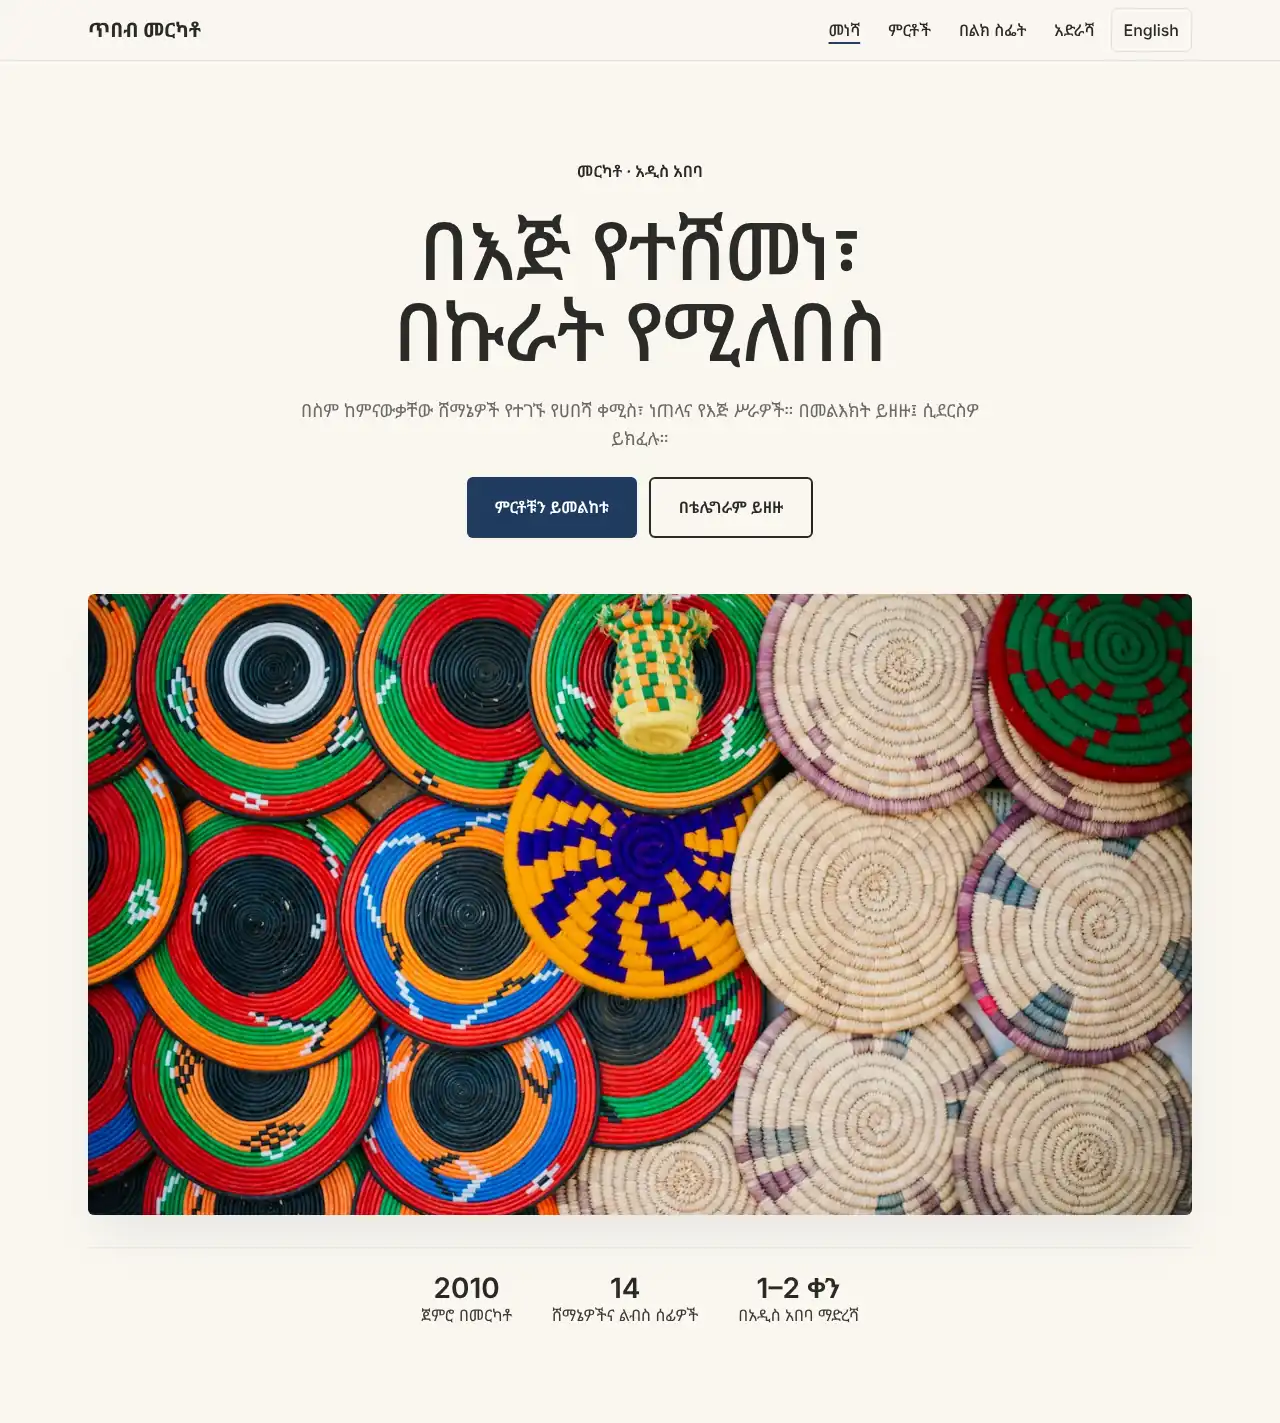 ጥበብ መርካቶ
መነሻ ምርቶች በልክ ስፌት አድራሻ English
መርካቶ · አዲስ አበባ
በእጅ የተሸመነ፣
በኩራት የሚለበስ
በስም ከምናውቃቸው ሸማኔዎች የተገኙ የሀበሻ ቀሚስ፣ ነጠላና የእጅ ሥራዎች። በመልእክት ይዘዙ፤ ሲደርስዎ
ይክፈሉ።
ምርቶቹን ይመልከቱ በቴሌግራም ይዘዙ
2010 14 1–2 ቀን
ጀምሮ በመርካቶ ሸማኔዎችና ልብስ ሰፊዎች በአዲስ አበባ ማድረሻ